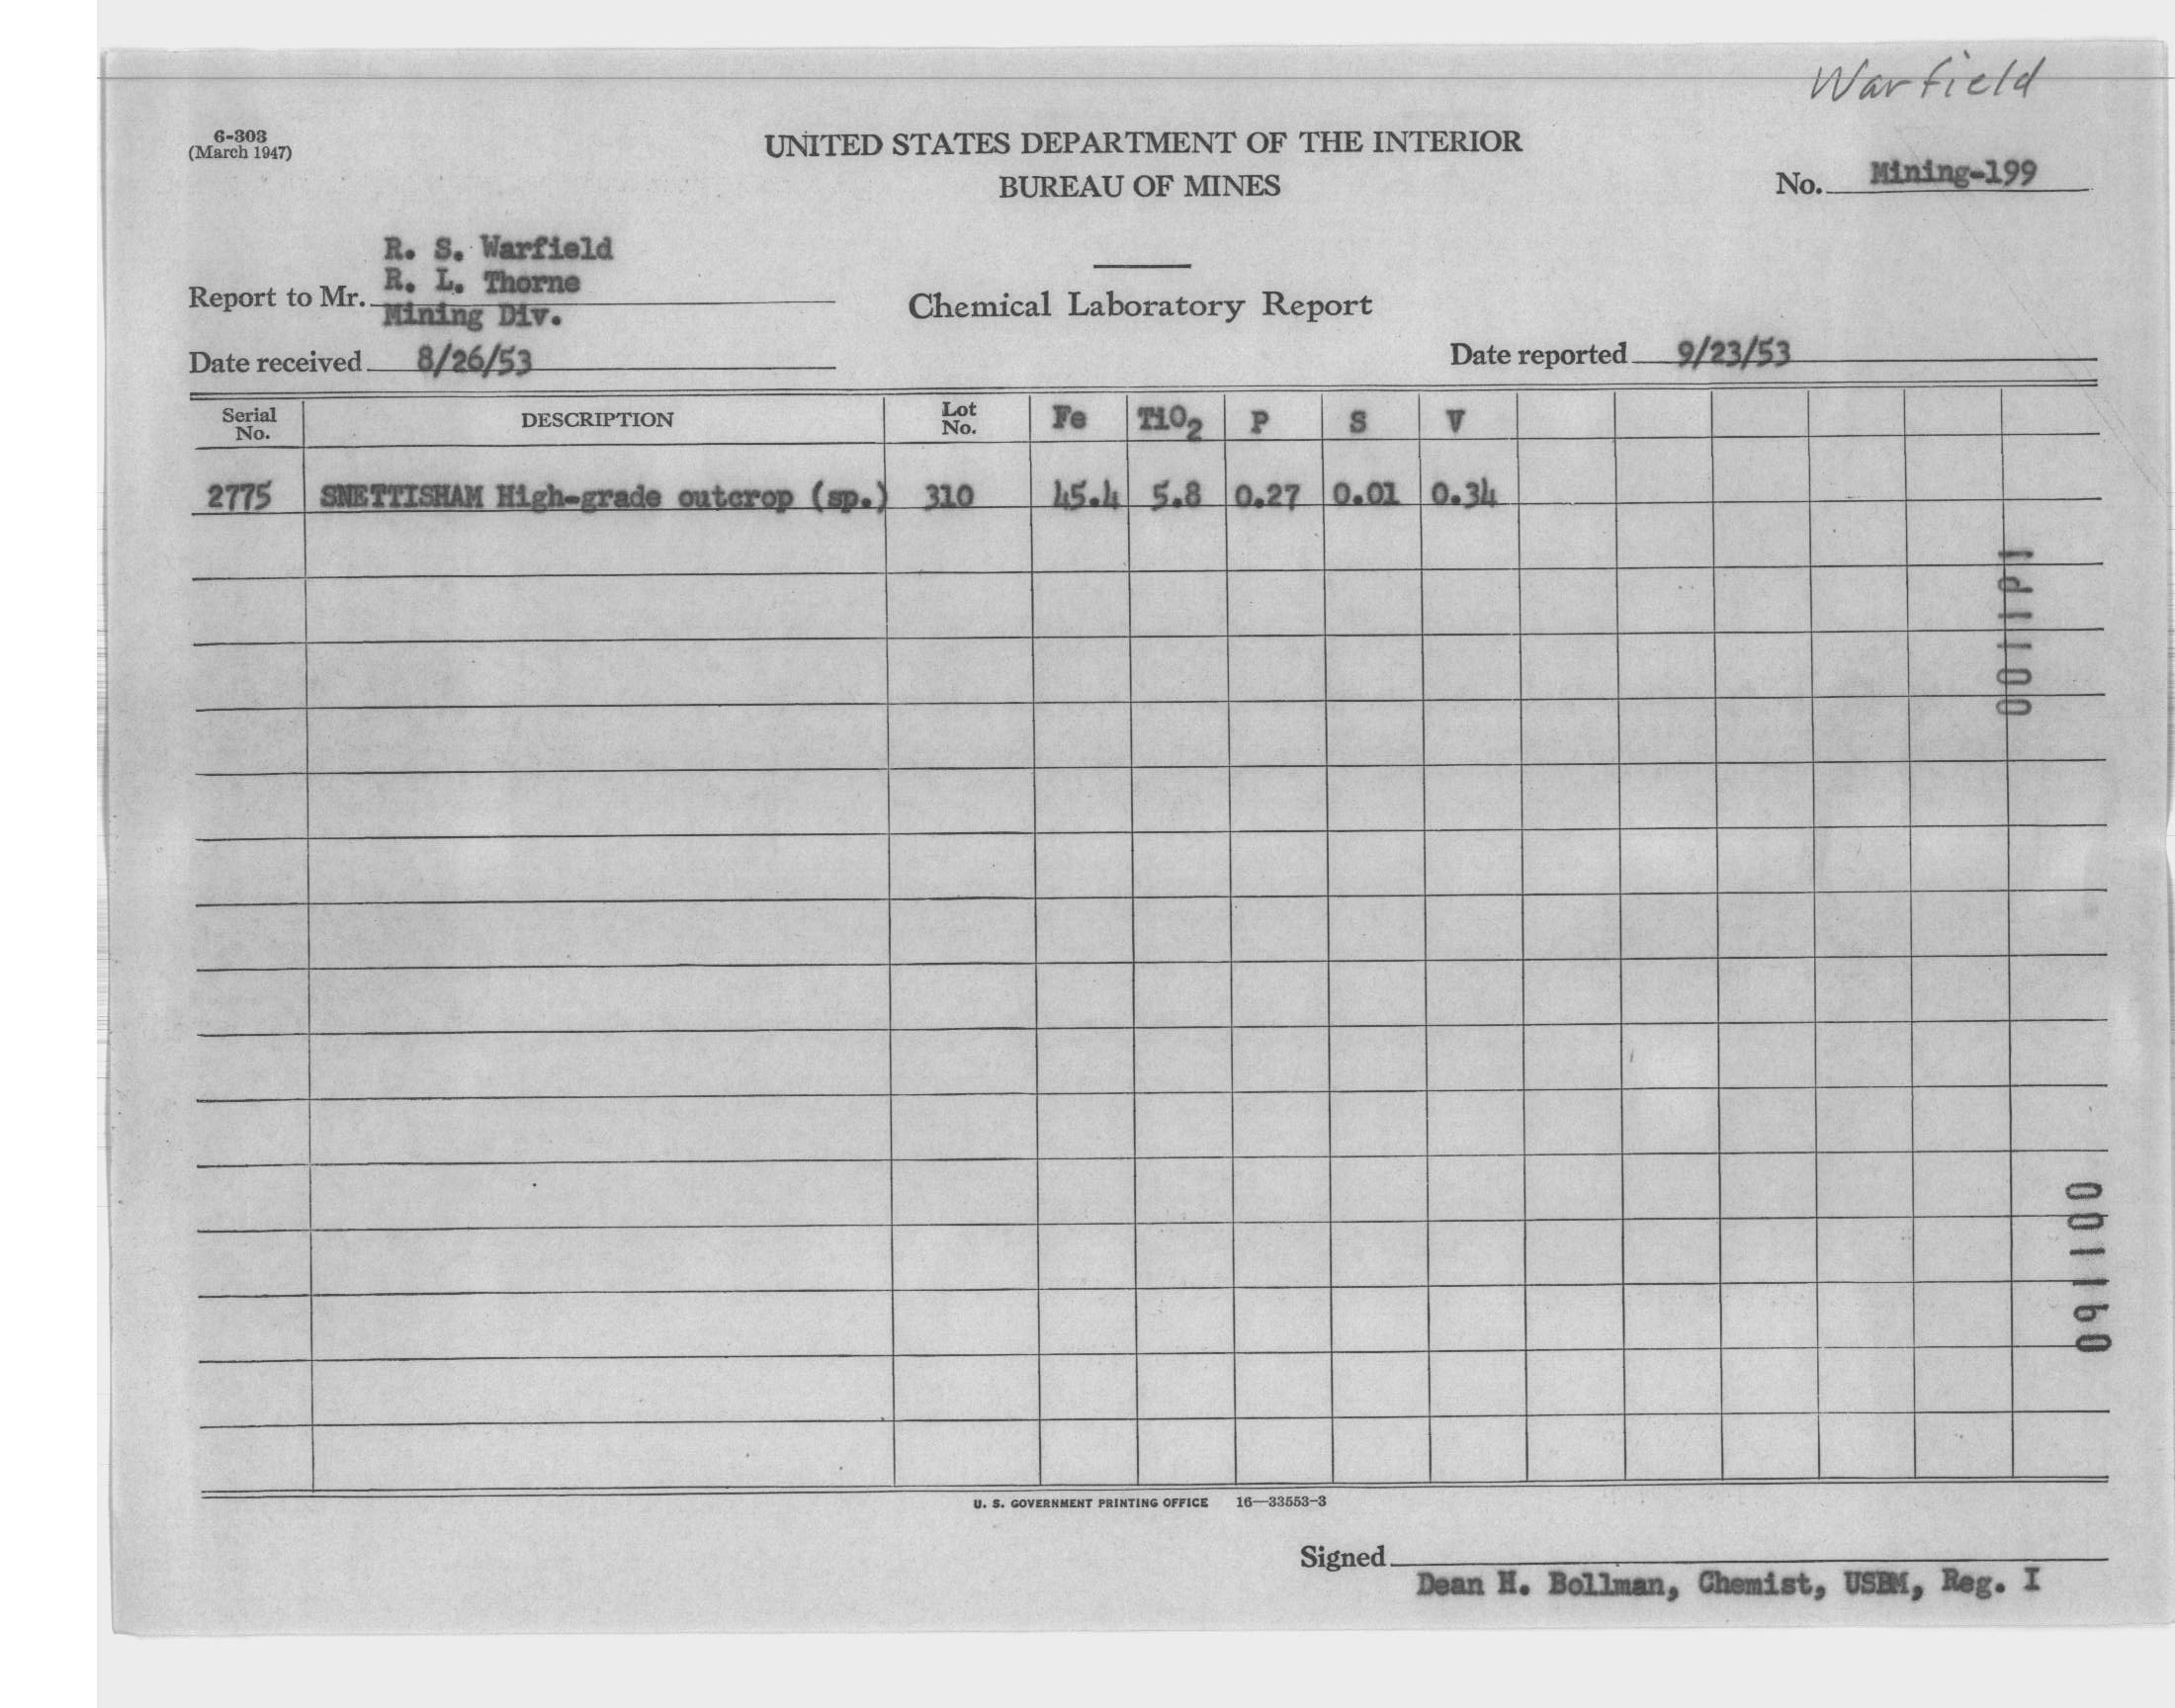 Warfield
6-303
(March 1947)
UNITED STATES DEPARTMENT OF THE INTERIOR
BUREAU OF MINES
No. Mining-199
R. S. Warfield
R. L. Thorne
Report to Mr.
Mining Div.
Chemical Laboratory Report
Date received 8/26/53
Date reported 9/23/53
Serial No. DESCRIPTION Lot No. Fe TiO2 P S V
2775 SNETTISHAM High-grade outcrop (sp.) 310 45.4 5.8 0.27 0.01 0.34
001191
001160
U. S. GOVERNMENT PRINTING OFFICE 16—33553-3
Signed
Dean H. Bollman, Chemist, USBM, Reg. I